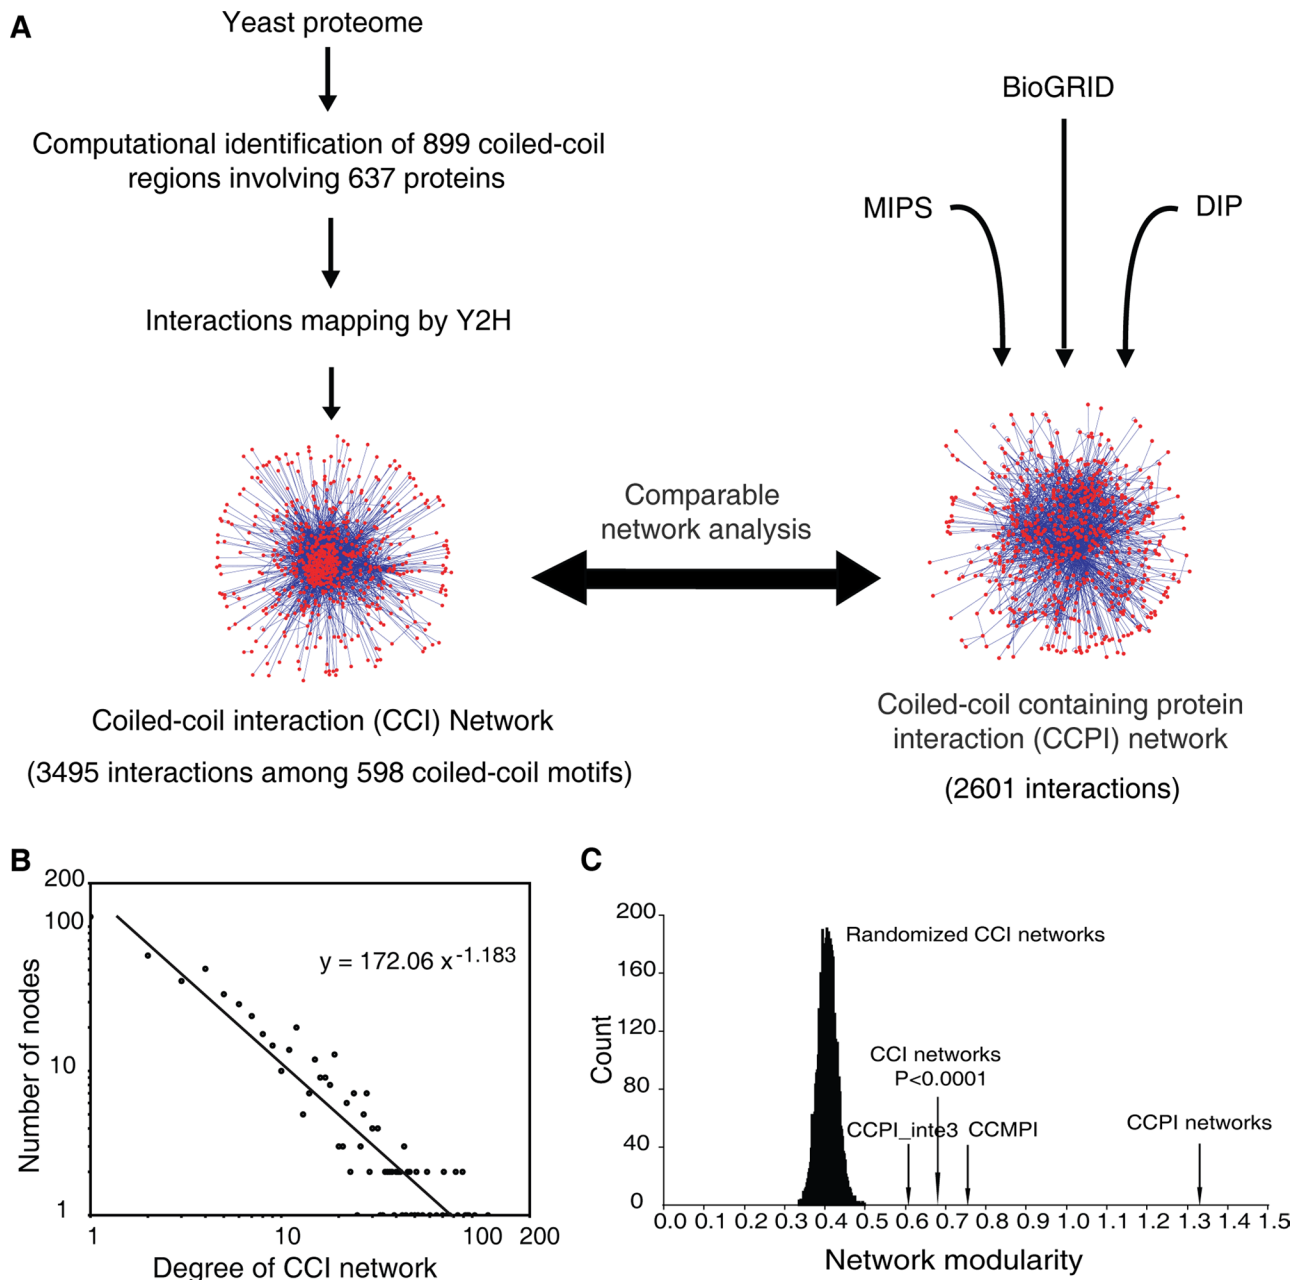 A
Yeast proteome
Computational identification of 899 coiled-coil
regions involving 637 proteins
Interactions mapping by Y2H
BioGRID
MIPS
DIP
Comparable
network analysis
Coiled-coil interaction (CCI) Network
(3495 interactions among 598 coiled-coil motifs)
Coiled-coil containing protein
interaction (CCPI) network
(2601 interactions)
B
200
100
10
1
Number of nodes
y = 172.06 x^-1.183
1 10 100 200
Degree of CCI network
C
200
160
120
80
40
0
Count
Randomized CCI networks
CCI networks
P<0.0001
CCPI_inte3 CCMPI
CCPI networks
0.0 0.1 0.2 0.3 0.4 0.5 0.6 0.7 0.8 0.9 1.0 1.1 1.2 1.3 1.4 1.5
Network modularity